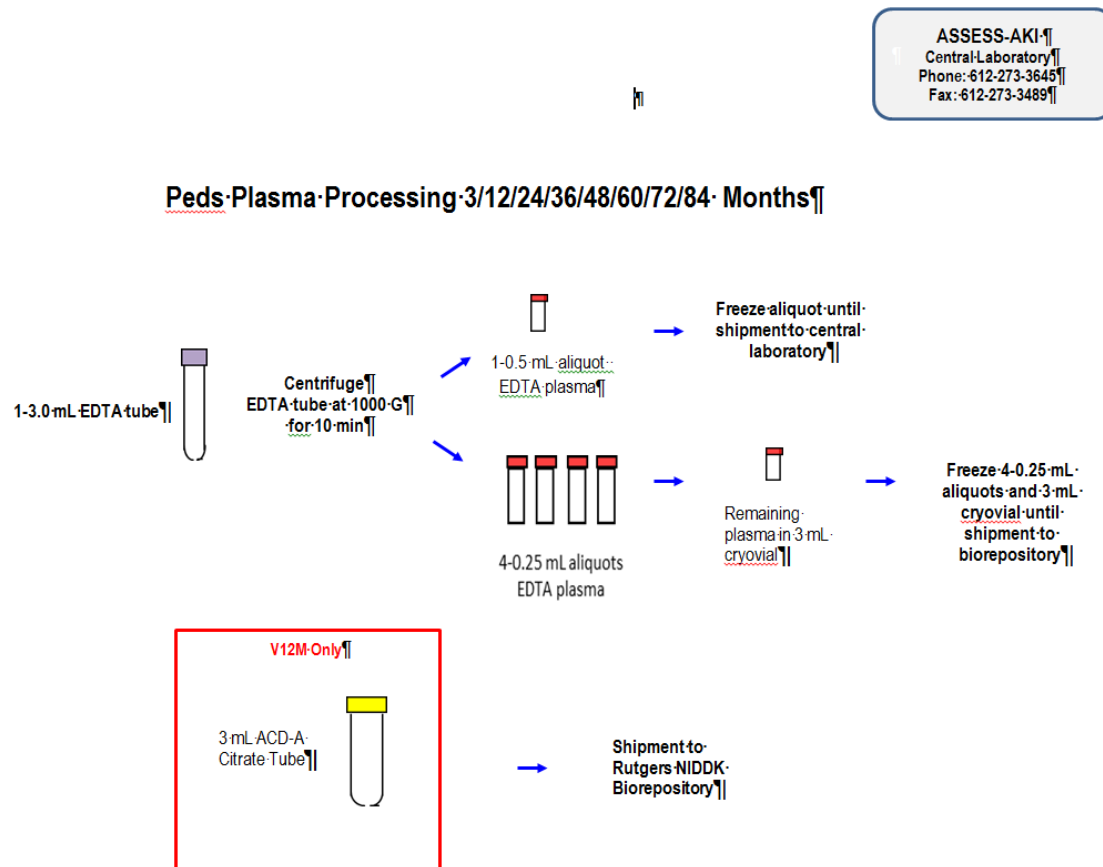 ASSESS-AKI·¶
¶ Central·Laboratory¶
Phone:·612-273-3645¶
Fax:·612-273-3489¶
¶
Peds·Plasma·Processing·3/12/24/36/48/60/72/84· Months¶
1-3.0·mL·EDTA·tube¶
Centrifuge¶
EDTA·tube·at·1000·G¶
·for·10·min¶
1-0.5·mL·aliquot··
EDTA·plasma¶
Freeze·aliquot·until·
shipment·to·central·
laboratory¶
4-0.25 mL aliquots
EDTA plasma
Remaining·
plasma·in·3·mL·
cryovial¶
Freeze·4-0.25·mL·
aliquots·and·3·mL·
cryovial·until·
shipment·to·
biorepository¶
V12M·Only¶
3·mL·ACD-A·
Citrate·Tube¶
Shipment·to·
Rutgers·NIDDK·
Biorepository¶